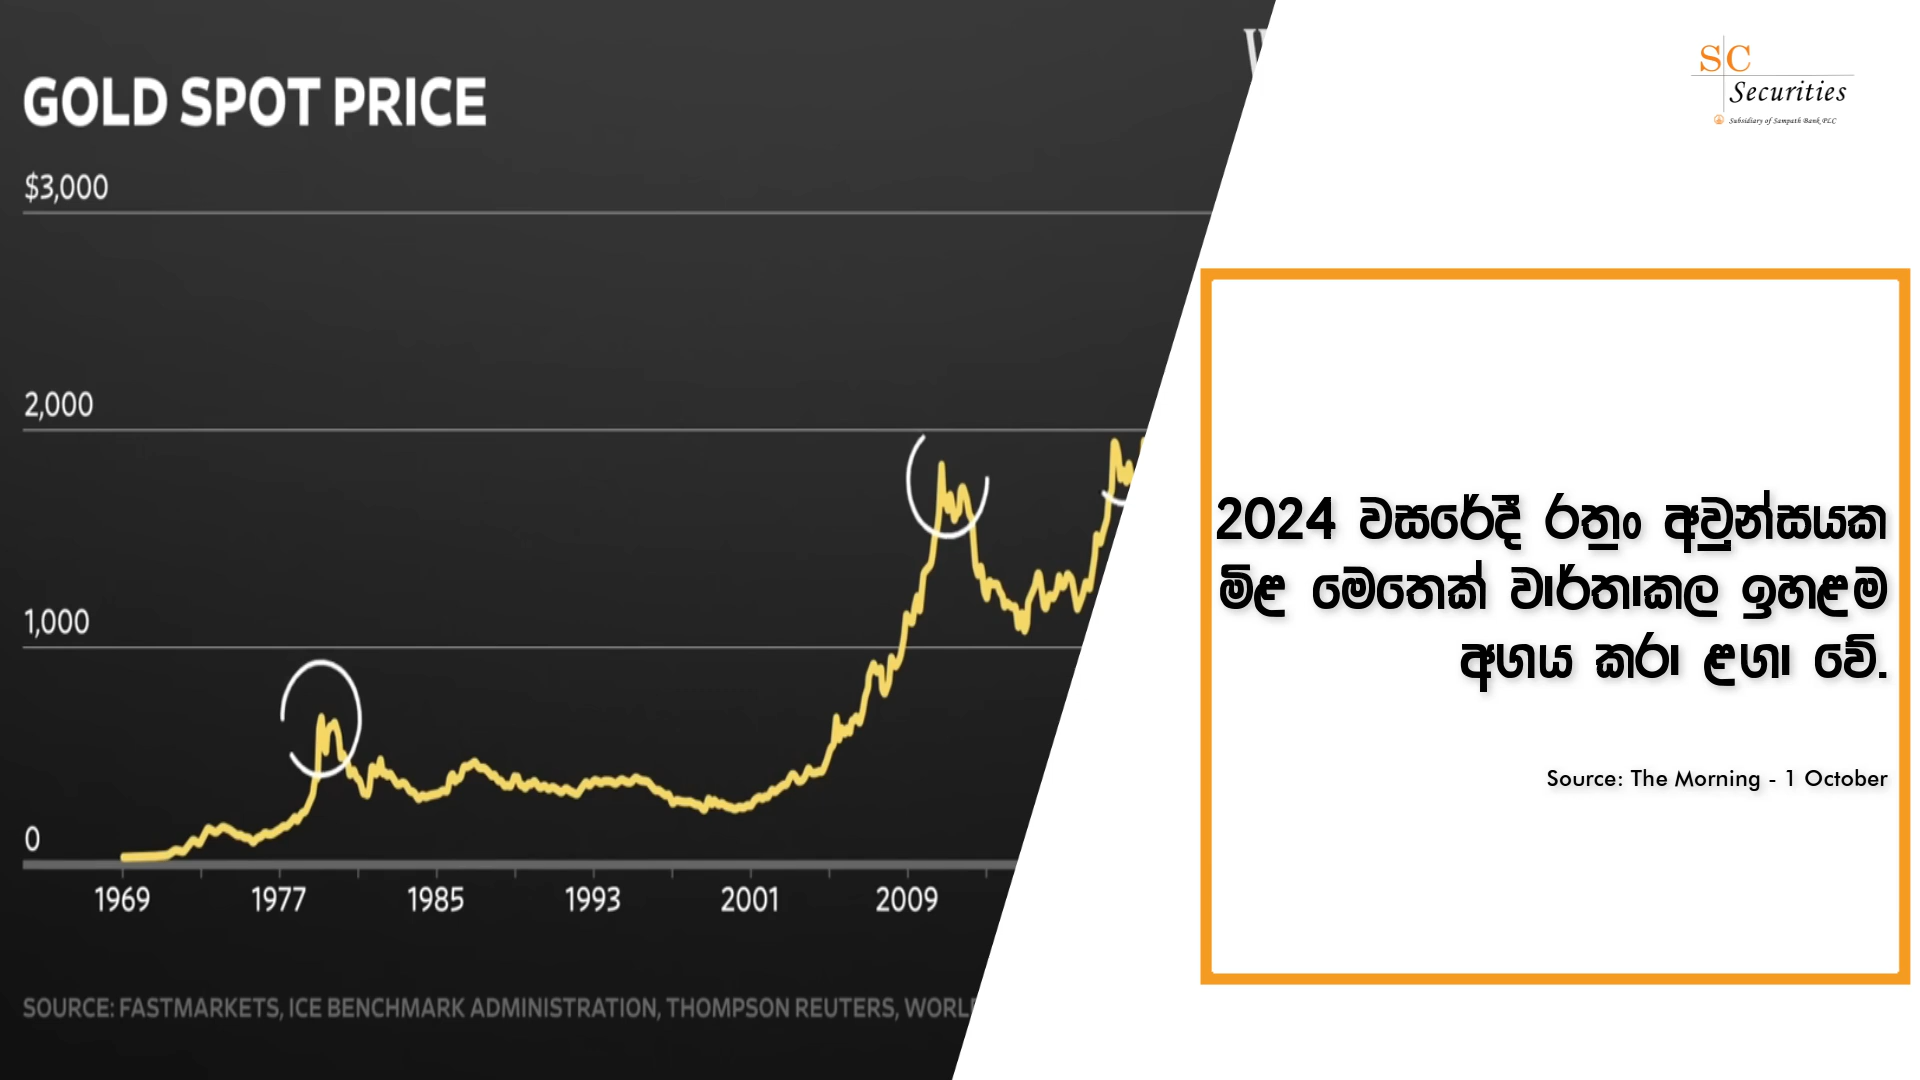 GOLD SPOT PRICE
$3,000
2,000
1,000
0
1969 1977 1985 1993 2001 2009
SOURCE: FASTMARKETS, ICE BENCHMARK ADMINISTRATION, THOMPSON REUTERS,
SC
Securities
Subsidiary of Sampath Bank PLC
2024 වසරේදී රත්‍රං අවුන්සයක
මිළ මෙතෙක් වාර්තාකල ඉහළම
අගය කරා ළගා වේ.
Source: The Morning - 1 October